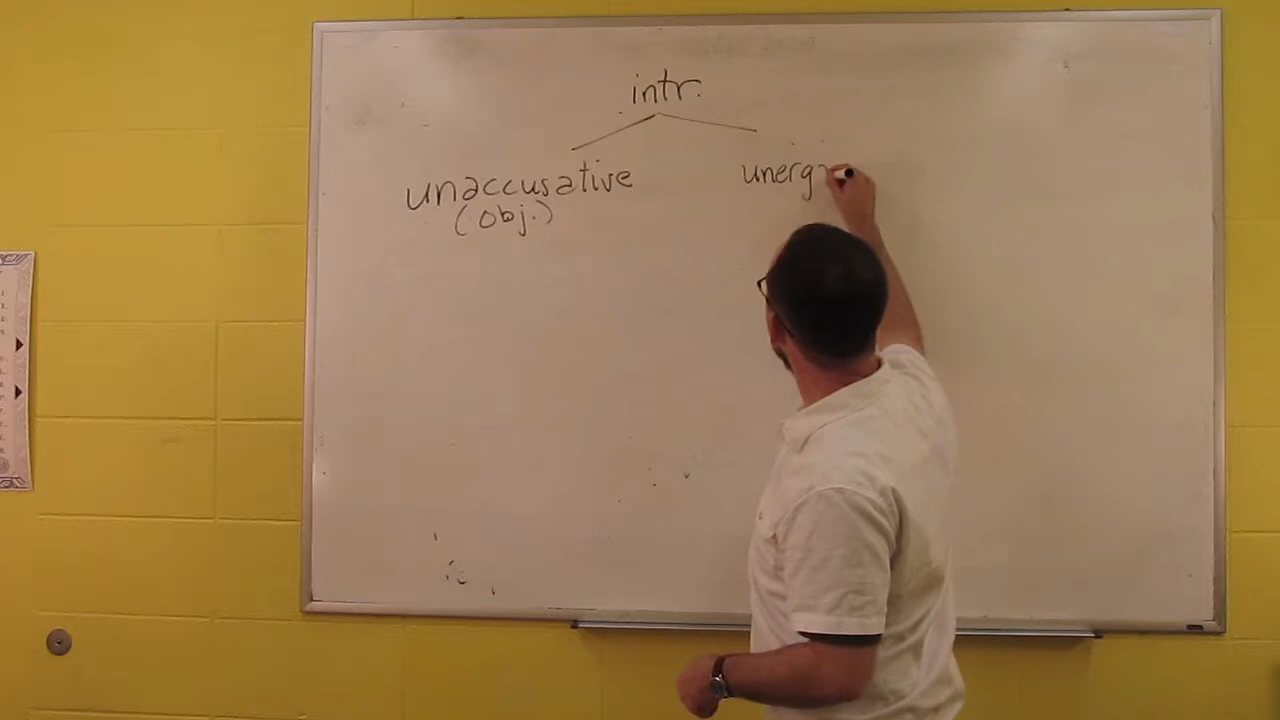 intr.
unaccusative unerg
(obj.)